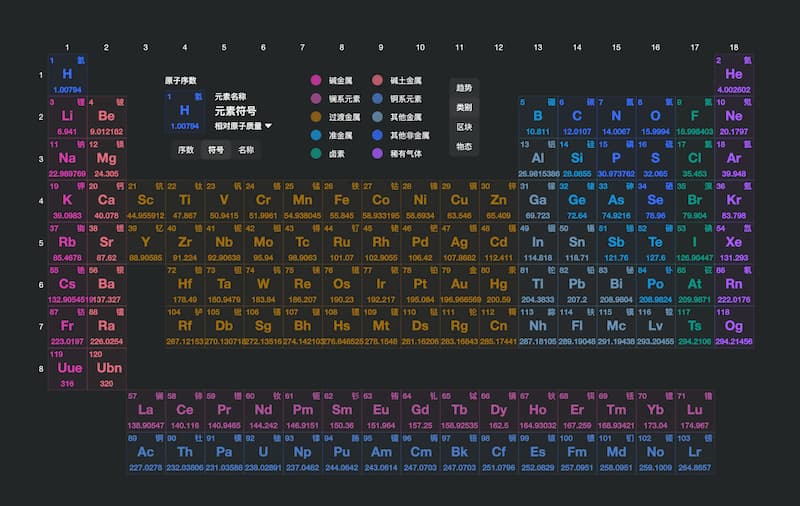 1 18
1 2 3 4 5 6 7 8 9 10 11 12 13 14 15 16 17 18
原子序数
1 氢
H
1.00794
元素名称
元素符号
相对原子质量
序数 符号 名称
碱金属 碱土金属
镧系元素 锕系元素
过渡金属 其他金属
准金属 其他非金属
卤素 稀有气体
趋势
类别
区块
物态
1 氢 2 氦
1 H He
1.00794 4.002602
3 锂 4 铍 5 硼 6 碳 7 氮 8 氧 9 氟 10 氖
2 Li Be B C N O F Ne
6.941 9.012182 10.811 12.0107 14.0067 15.9994 18.998403 20.1797
11 钠 12 镁 13 铝 14 硅 15 磷 16 硫 17 氯 18 氩
3 Na Mg Al Si P S Cl Ar
22.989769 24.305 26.9815386 28.0855 30.973762 32.065 35.453 39.948
19 钾 20 钙 21 钪 22 钛 23 钒 24 铬 25 锰 26 铁 27 钴 28 镍 29 铜 30 锌 31 镓 32 锗 33 砷 34 硒 35 溴 36 氪
4 K Ca Sc Ti V Cr Mn Fe Co Ni Cu Zn Ga Ge As Se Br Kr
39.0983 40.078 44.955912 47.867 50.9415 51.9961 54.938045 55.845 58.933195 58.6934 63.546 65.409 69.723 72.64 74.9216 78.96 79.904 83.798
37 铷 38 锶 39 钇 40 锆 41 铌 42 钼 43 锝 44 钌 45 铑 46 钯 47 银 48 镉 49 铟 50 锡 51 锑 52 碲 53 碘 54 氙
5 Rb Sr Y Zr Nb Mo Tc Ru Rh Pd Ag Cd In Sn Sb Te I Xe
85.4678 87.62 88.90585 91.224 92.90638 95.94 98.9063 101.07 102.9055 106.42 107.8682 112.411 114.818 118.71 121.76 127.6 126.90447 131.293
55 铯 56 钡 72 铪 73 钽 74 钨 75 铼 76 锇 77 铱 78 铂 79 金 80 汞 81 铊 82 铅 83 铋 84 钋 85 砹 86 氡
6 Cs Ba Hf Ta W Re Os Ir Pt Au Hg Tl Pb Bi Po At Rn
132.9054519 137.327 178.49 180.9479 183.84 186.207 190.23 192.217 195.084 196.966569 200.59 204.3833 207.2 208.9804 208.9824 209.9871 222.0176
87 钫 88 镭 104 105 106 107 108 109 110 111 112 113 114 115 116 117 118
7 Fr Ra Rf Db Sg Bh Hs Mt Ds Rg Cn Nh Fl Mc Lv Ts Og
223.0197 226.0254 267.12153 270.130718 272.13516 274.142103 276.848525 278.1548 281.16206 283.16843 285.17441 287.18105 289.19048 291.19438 293.20455 294.2106 294.21456
119 120
8 Uue Ubn
316 320
57 镧 58 铈 59 镨 60 钕 61 钷 62 钐 63 铕 64 钆 65 铽 66 镝 67 钬 68 铒 69 铥 70 镱 71 镥
La Ce Pr Nd Pm Sm Eu Gd Tb Dy Ho Er Tm Yb Lu
138.90547 140.116 140.9465 144.242 146.9151 150.36 151.964 157.25 158.92535 162.5 164.93032 167.259 168.93421 173.04 174.967
89 锕 90 钍 91 镤 92 铀 93 镎 94 钚 95 镅 96 锔 97 锫 98 锎 99 锿 100 镄 101 钔 102 锘 103 铹
Ac Th Pa U Np Pu Am Cm Bk Cf Es Fm Md No Lr
227.0278 232.03806 231.03588 238.02891 237.0462 244.0642 243.0614 247.0703 247.0703 251.0796 252.0829 257.0951 258.0951 259.1009 264.8657